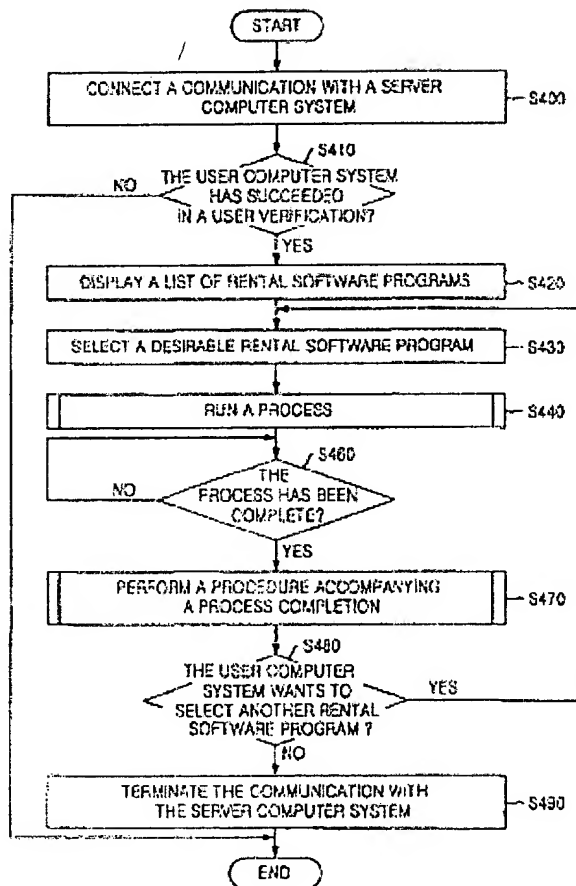 START
CONNECT A COMMUNICATION WITH A SERVER
COMPUTER SYSTEM
S400
S410
THE USER COMPUTER SYSTEM
HAS SUCCEEDED
IN A USER VERIFICATION?
NO
YES
DISPLAY A LIST OF RENTAL SOFTWARE PROGRAMS
S420
SELECT A DESIRABLE RENTAL SOFTWARE PROGRAM
S430
RUN A PROCESS
S440
S460
THE
PROCESS HAS BEEN
COMPLETE?
NO
YES
PERFORM A PROCEDURE ACCOMPANYING
A PROCESS COMPLETION
S470
S480
THE USER COMPUTER
SYSTEM WANTS TO
SELECT ANOTHER RENTAL
SOFTWARE PROGRAM ?
YES
NO
TERMINATE THE COMMUNICATION WITH
THE SERVER COMPUTER SYSTEM
S490
END